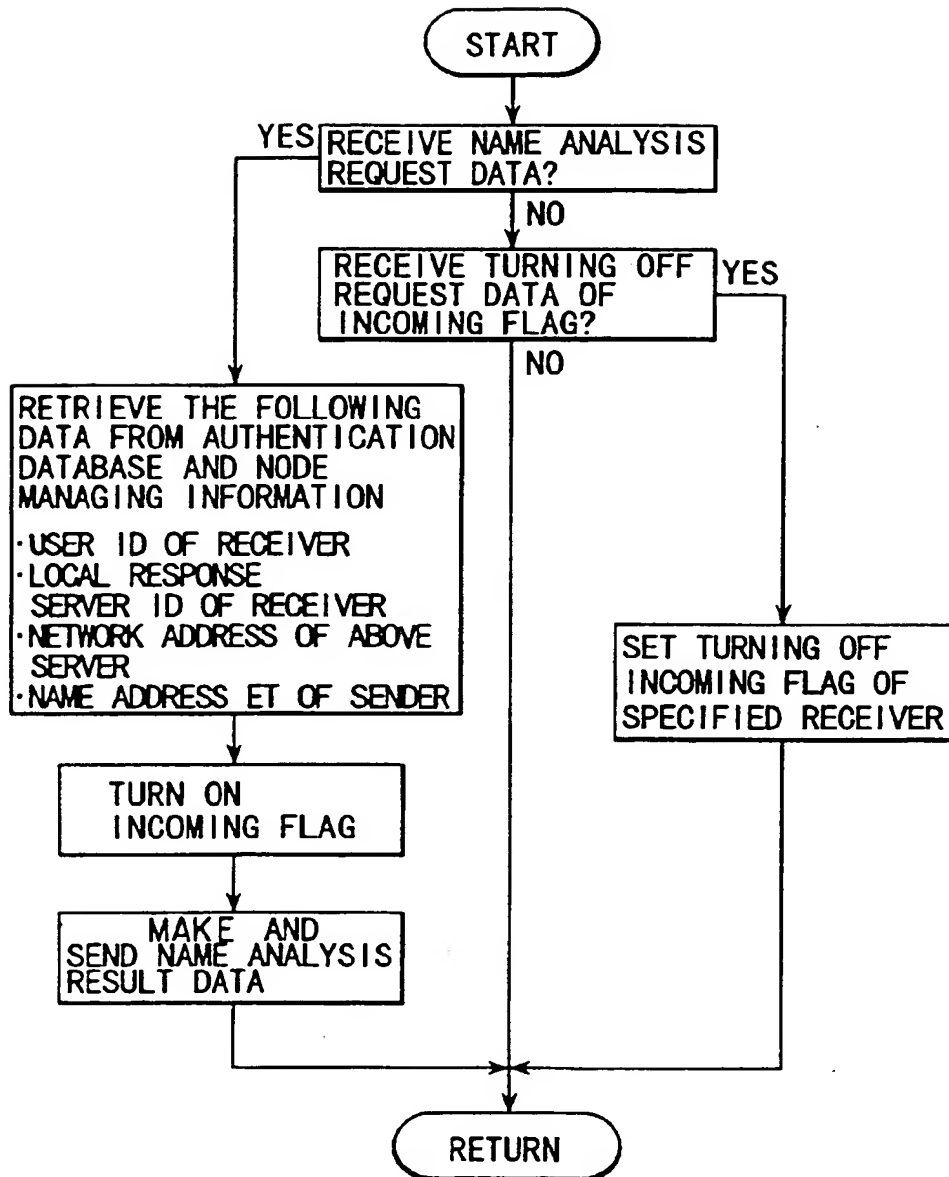 START
YES
RECEIVE NAME ANALYSIS
REQUEST DATA?
NO
RECEIVE TURNING OFF
REQUEST DATA OF
INCOMING FLAG?
YES
NO
RETRIEVE THE FOLLOWING
DATA FROM AUTHENTICATION
DATABASE AND NODE
MANAGING INFORMATION
·USER ID OF RECEIVER
·LOCAL RESPONSE
SERVER ID OF RECEIVER
·NETWORK ADDRESS OF ABOVE
SERVER
·NAME ADDRESS ET OF SENDER
SET TURNING OFF
INCOMING FLAG OF
SPECIFIED RECEIVER
TURN ON
INCOMING FLAG
MAKE AND
SEND NAME ANALYSIS
RESULT DATA
RETURN